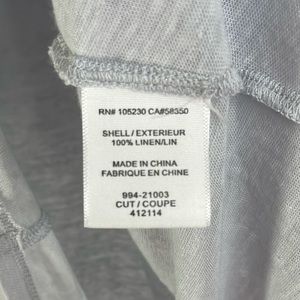 RN# 105230 CA#58350
SHELL / EXTERIEUR
100% LINEN/LIN
MADE IN CHINA
FABRIQUE EN CHINE
994-21003
CUT / COUPE
412114